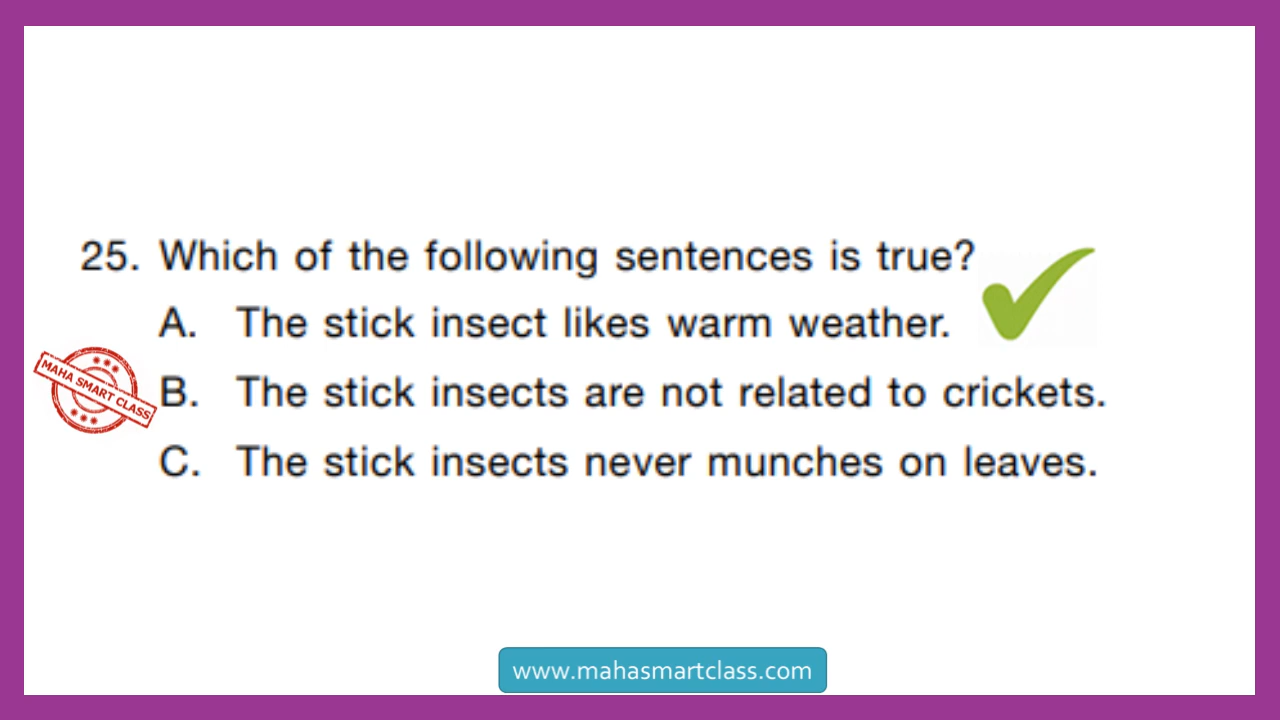 25. Which of the following sentences is true?
A. The stick insect likes warm weather.
MAHA SMART CLASS
B. The stick insects are not related to crickets.
C. The stick insects never munches on leaves.
www.mahasmartclass.com